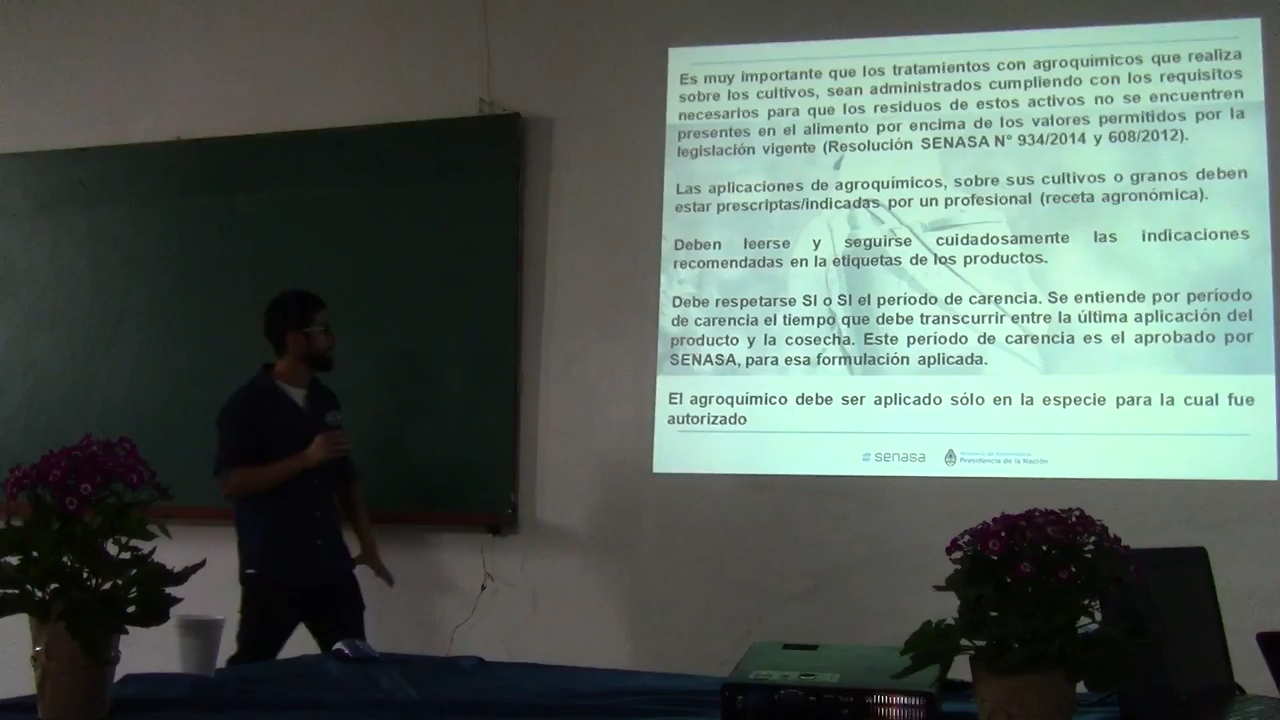 Es muy importante que los tratamientos con agroquimicos que realiza
sobre los cultivos, sean administrados cumpliendo con los requisitos
necesarios para que los residuos de estos activos no se encuentren
presentes en el alimento por encima de los valores permitidos por la
legislación vigente (Resolución SENASA N° 934/2014 y 608/2012).
Las aplicaciones de agroquímicos, sobre sus cultivos o granos deben
estar prescriptas/indicadas por un profesional (receta agronómica).
Deben leerse y seguirse cuidadosamente las indicaciones
recomendadas en la etiquetas de los productos.
Debe respetarse SI o SI el período de carencia. Se entiende por período
de carencia el tiempo que debe transcurrir entre la última aplicación del
producto y la cosecha. Este período de carencia es el aprobado por
SENASA, para esa formulación aplicada.
El agroquímico debe ser aplicado sólo en la especie para la cual fue
autorizado
senasa
Presidencia de la Nación